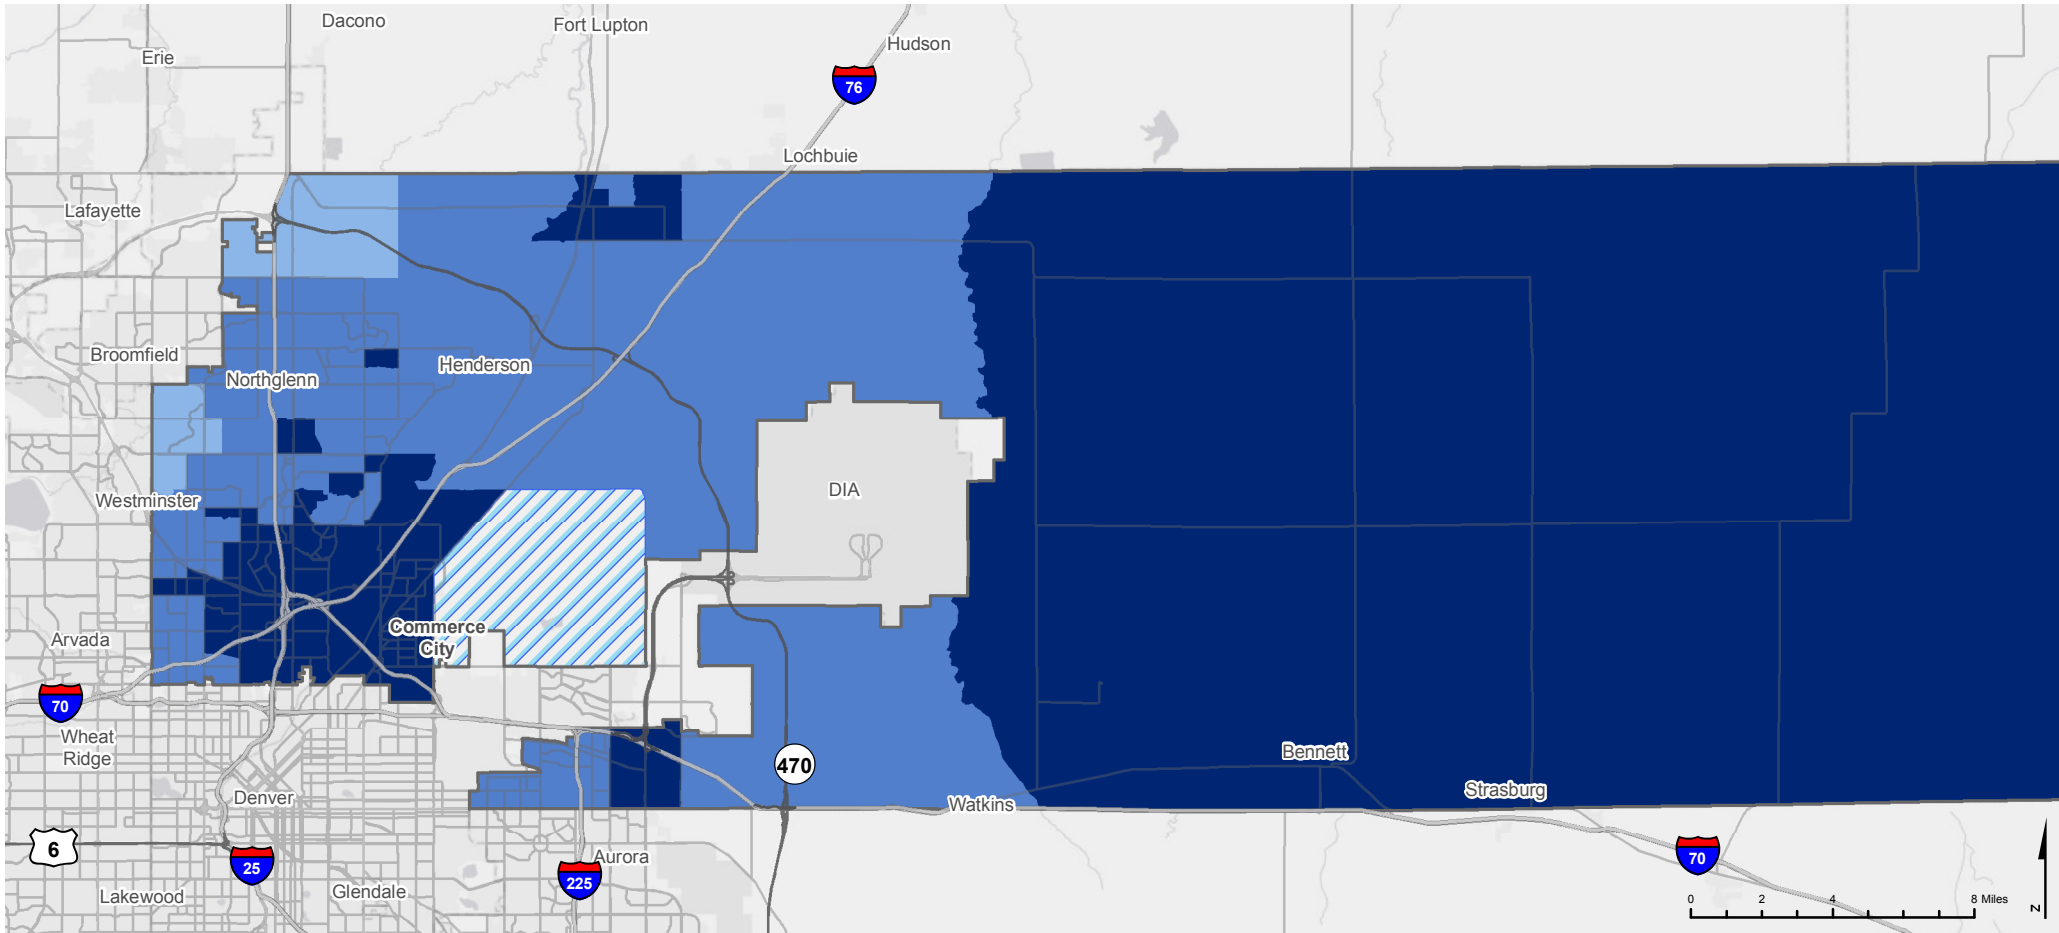 Dacono
Fort Lupton
Hudson
Erie
76
Lochbuie
Lafayette
Broomfield
Henderson
Northglenn
DIA
Westminster
Commerce
City
Arvada
70
Wheat
Ridge
470
Bennett
Strasburg
Denver
Watkins
6
25
Aurora
225
70
Lakewood
Glendale
0 2 4 8 Miles
N